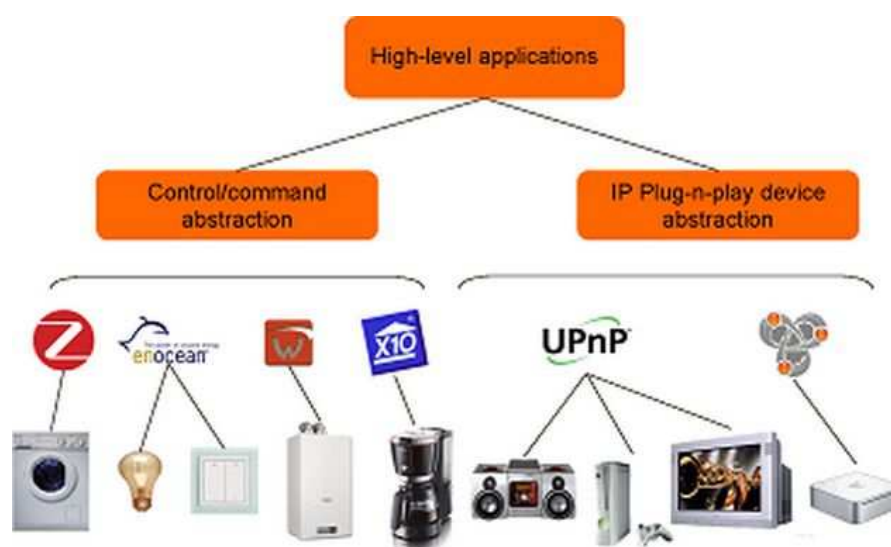 High-level applications
Control/command
abstraction
IP Plug-n-play device
abstraction
Z
enocean
W
X10
UPnP